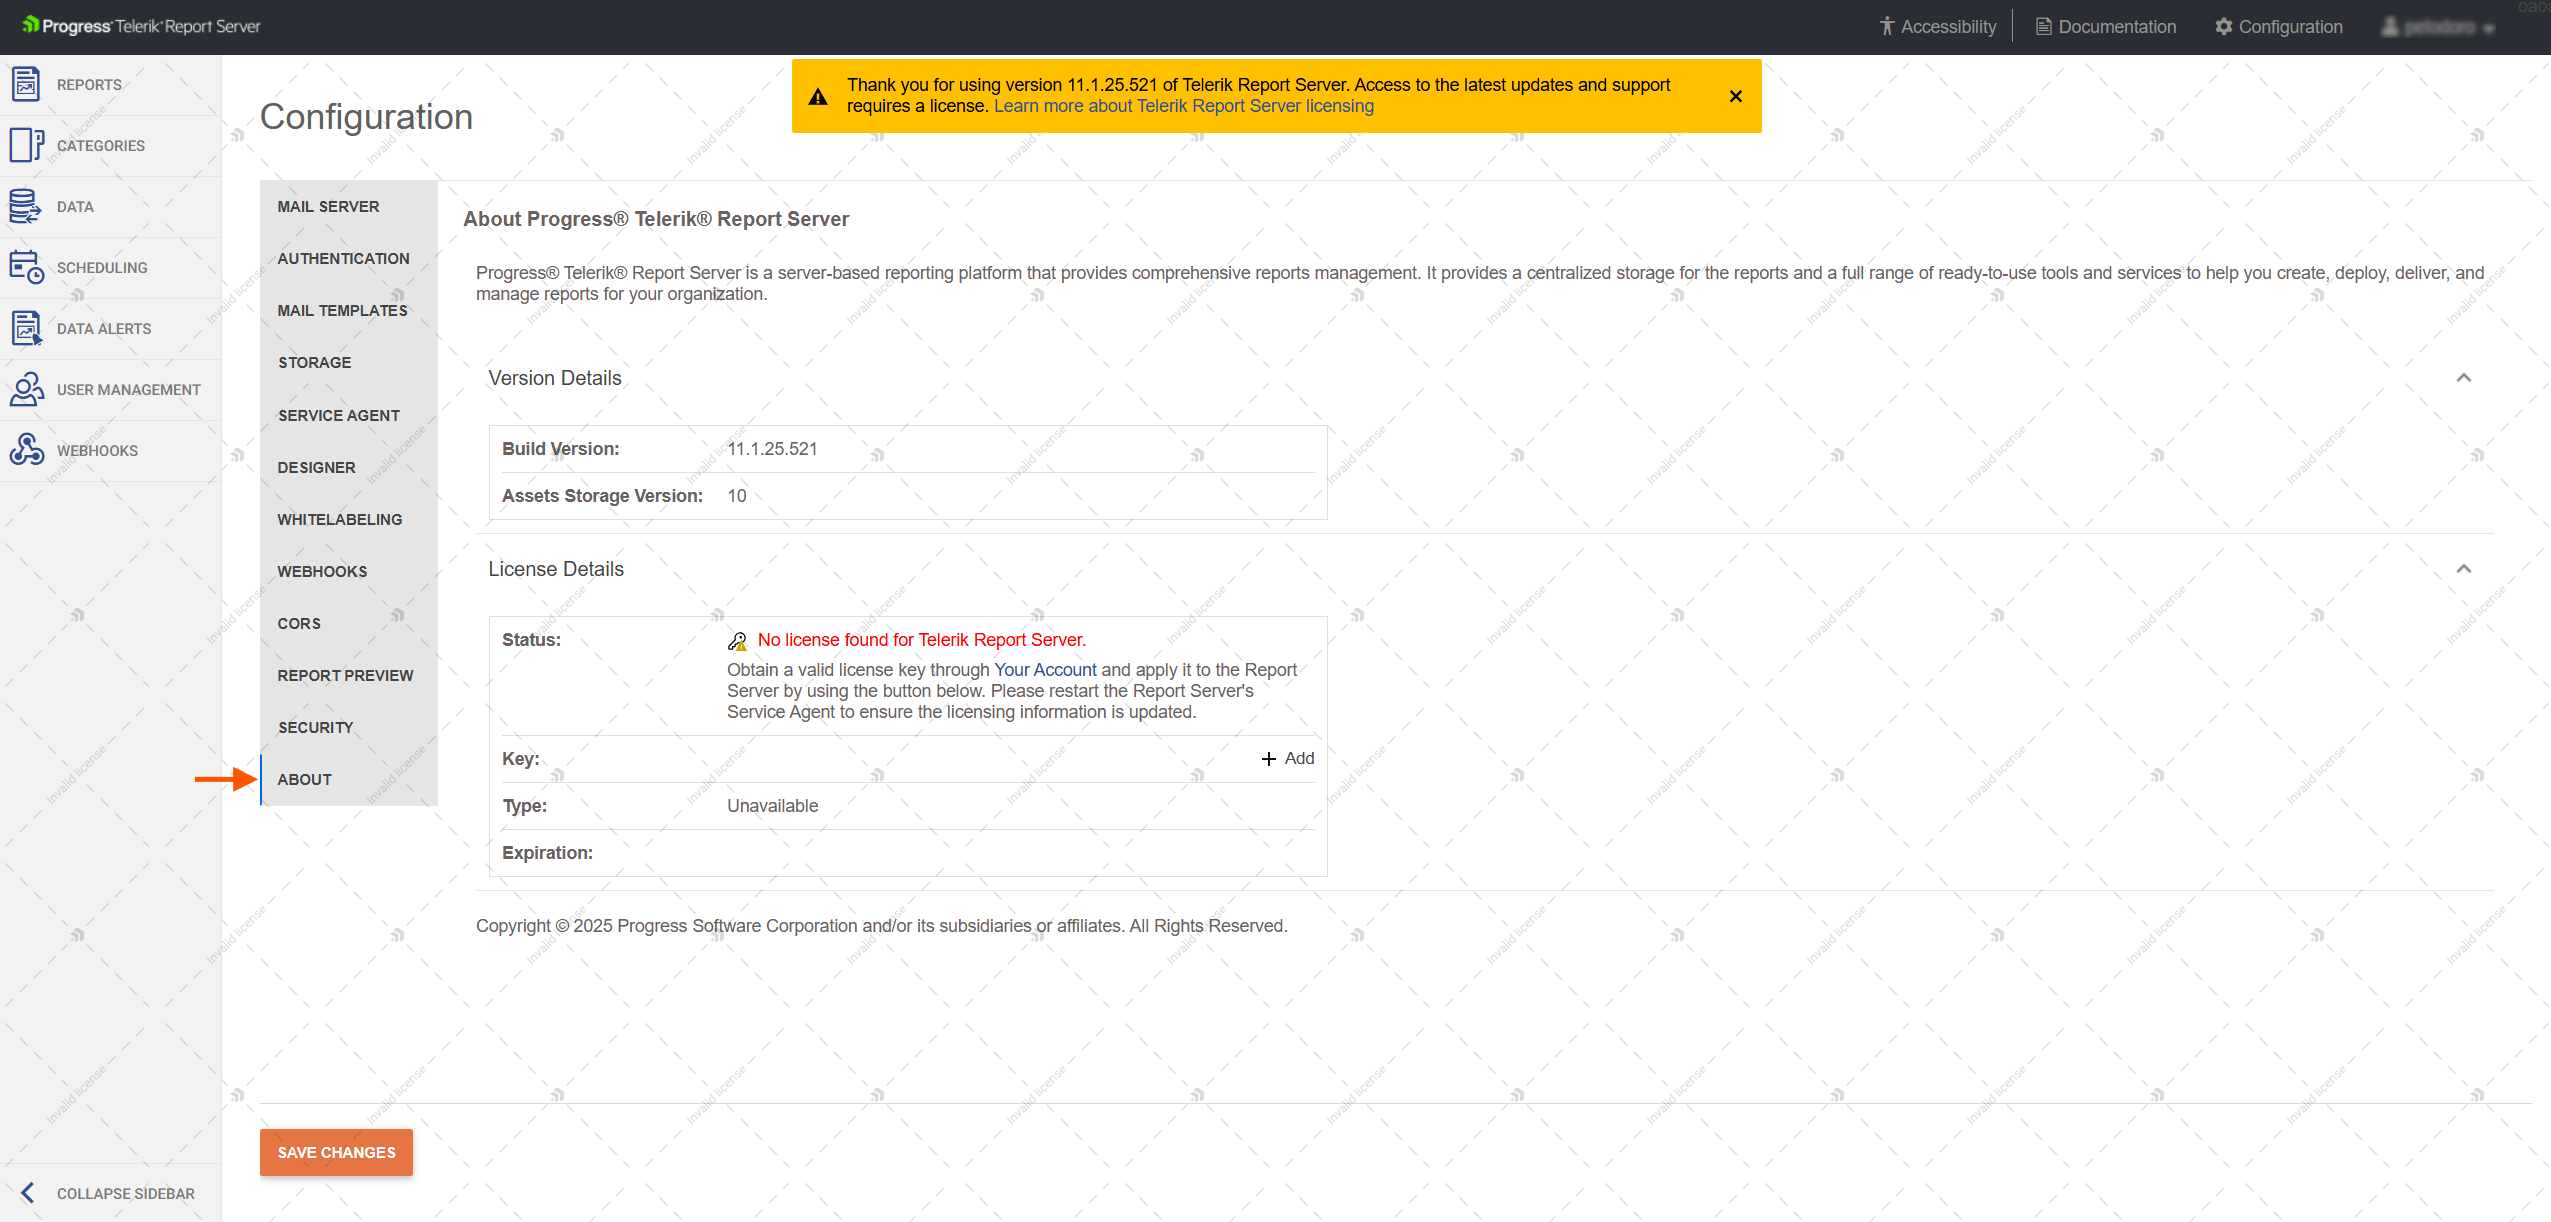 Progress® Telerik® Report Server
Accessibility
Documentation
Configuration
REPORTS
CATEGORIES
DATA
SCHEDULING
DATA ALERTS
USER MANAGEMENT
WEBHOOKS
COLLAPSE SIDEBAR
Configuration
Thank you for using version 11.1.25.521 of Telerik Report Server. Access to the latest updates and support
requires a license. Learn more about Telerik Report Server licensing
MAIL SERVER
AUTHENTICATION
MAIL TEMPLATES
STORAGE
SERVICE AGENT
DESIGNER
WHITELABELING
WEBHOOKS
CORS
REPORT PREVIEW
SECURITY
ABOUT
About Progress® Telerik® Report Server
Progress® Telerik® Report Server is a server-based reporting platform that provides comprehensive reports management. It provides a centralized storage for the reports and a full range of ready-to-use tools and services to help you create, deploy, deliver, and
manage reports for your organization.
Version Details
Build Version: 11.1.25.521
Assets Storage Version: 10
License Details
Status: No license found for Telerik Report Server.
Obtain a valid license key through Your Account and apply it to the Report
Server by using the button below. Please restart the Report Server's
Service Agent to ensure the licensing information is updated.
Key: Add
Type: Unavailable
Expiration:
Copyright © 2025 Progress Software Corporation and/or its subsidiaries or affiliates. All Rights Reserved.
SAVE CHANGES
Invalid license